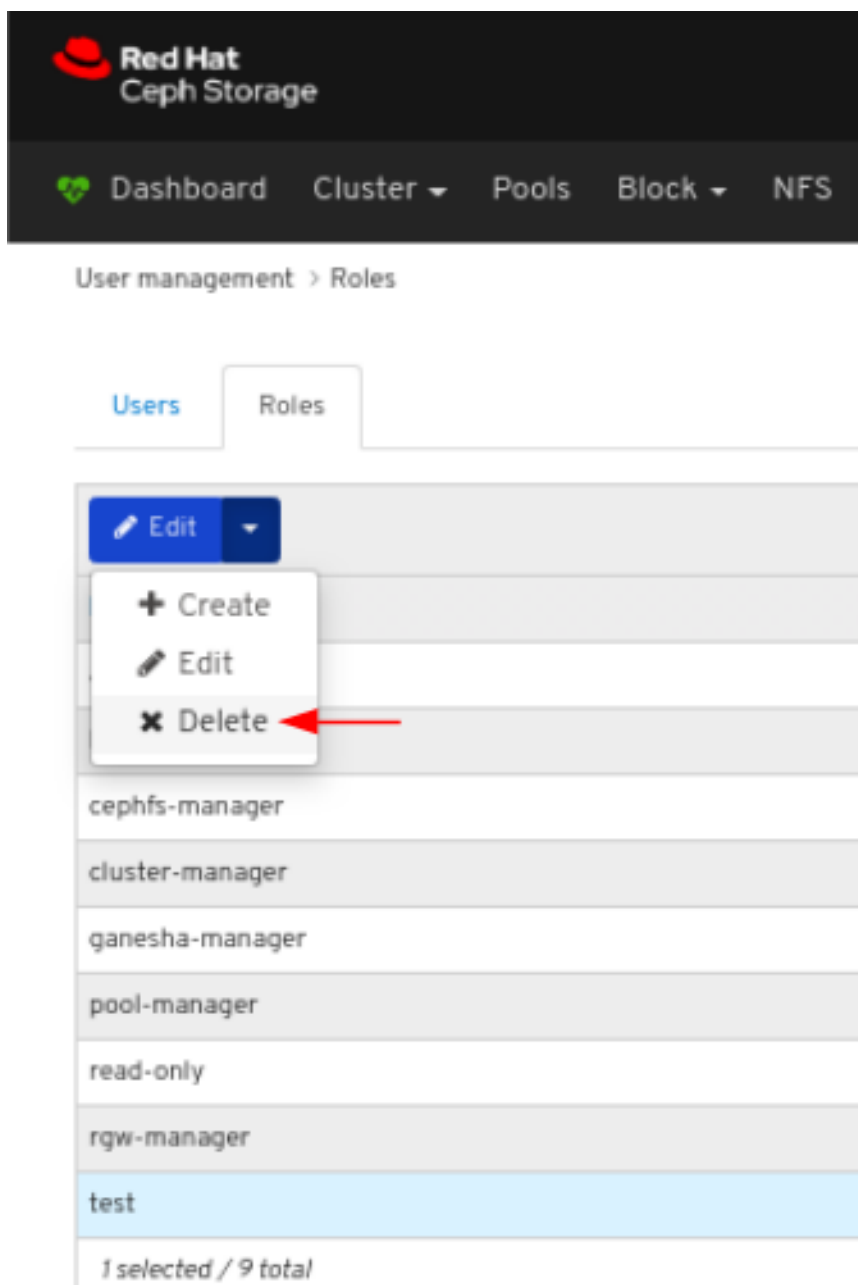 Red Hat
Ceph Storage
Dashboard Cluster Pools Block NFS
User management > Roles
Users Roles
Edit
Create
Edit
Delete
cephfs-manager
cluster-manager
ganesha-manager
pool-manager
read-only
rgw-manager
test
1 selected / 9 total